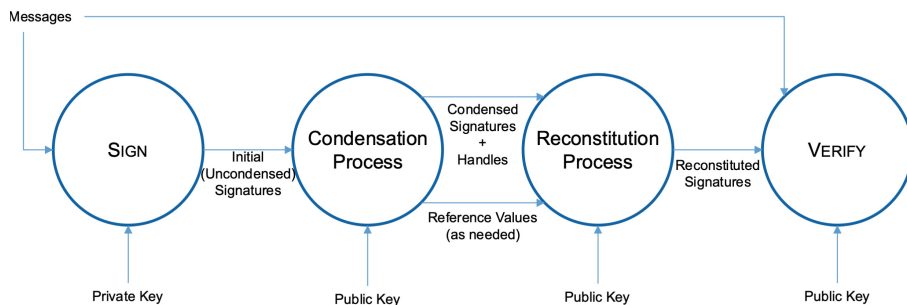 Messages
SIGN
Initial
(Uncondensed)
Signatures
Condensation
Process
Condensed
Signatures
+
Handles
Reference Values
(as needed)
Reconstitution
Process
Reconstituted
Signatures
VERIFY
Private Key
Public Key
Public Key
Public Key